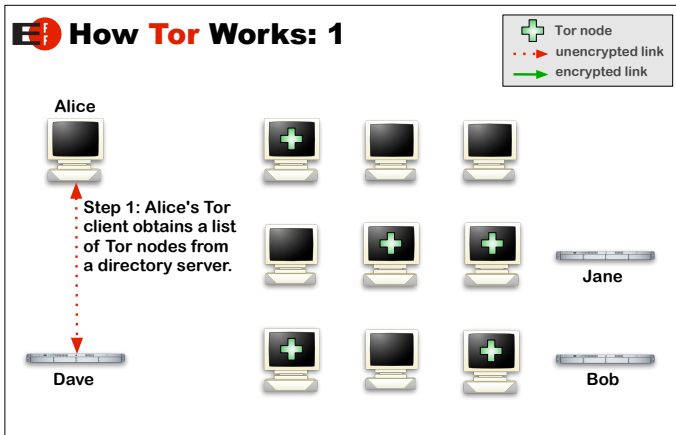 EFF How Tor Works: 1
Tor node
unencrypted link
encrypted link
Alice
Step 1: Alice's Tor
client obtains a list
of Tor nodes from
a directory server.
Jane
Dave
Bob